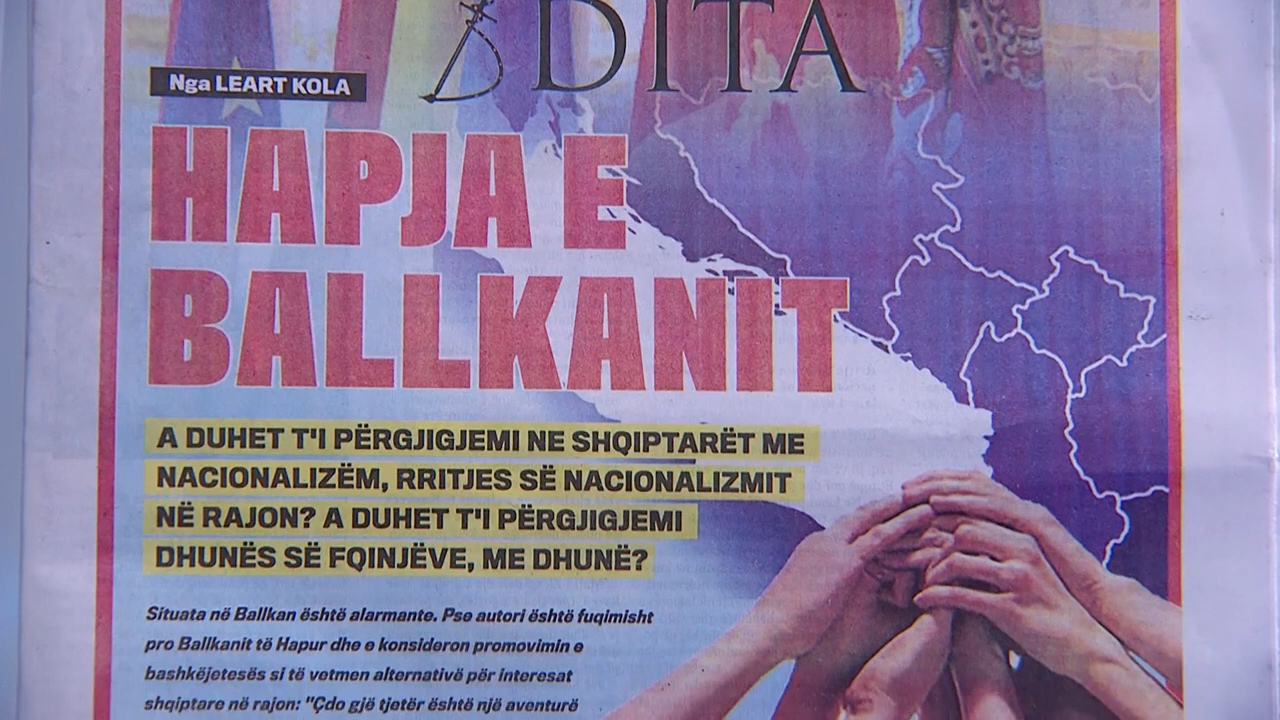 DITA
Nga LEART KOLA
HAPJA E
BALLKANIT
A DUHET T'I PËRGJIGJEMI NE SHQIPTARËT ME
NACIONALIZËM, RRITJES SË NACIONALIZMIT
NË RAJON? A DUHET T'I PËRGJIGJEMI
DHUNËS SË FQINJËVE, ME DHUNË?
Situata në Ballkan është alarmante. Pse autori është fuqimisht
pro Ballkanit të Hapur dhe e konsideron promovimin e
bashkëjetesës si të vetmen alternativë për interesat
shqiptare në rajon: "Çdo gjë tjetër është një aventurë